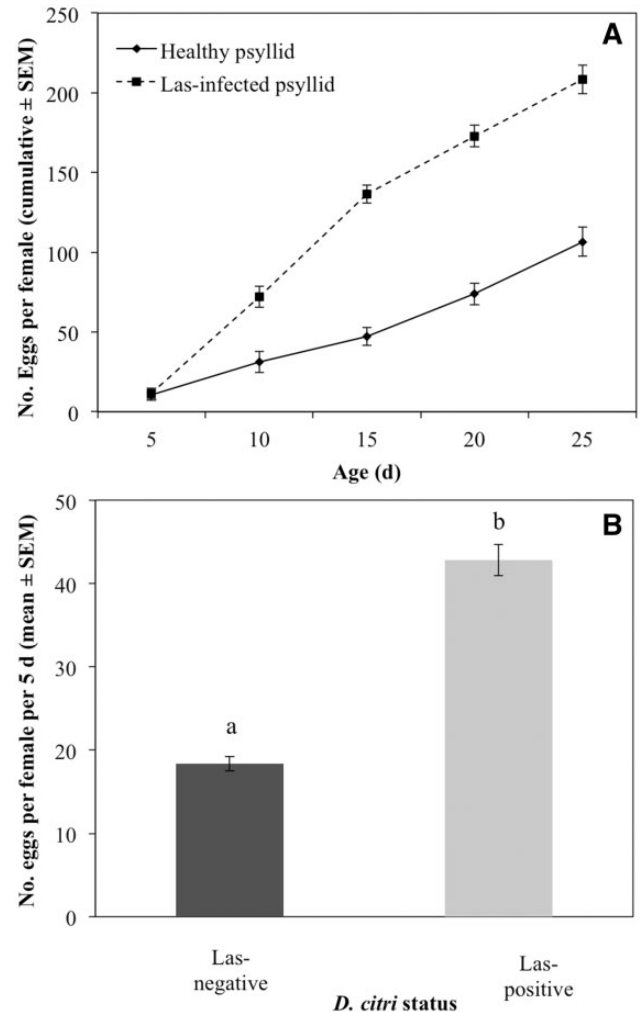 A
No. Eggs per female (cumulative ± SEM)
250
200
150
100
50
0
Healthy psyllid
Las-infected psyllid
5 10 15 20 25
Age (d)
B
No. eggs per female per 5 d (mean ± SEM)
50
40
30
20
10
0
a
b
Las-
negative
Las-
positive
D. citri status